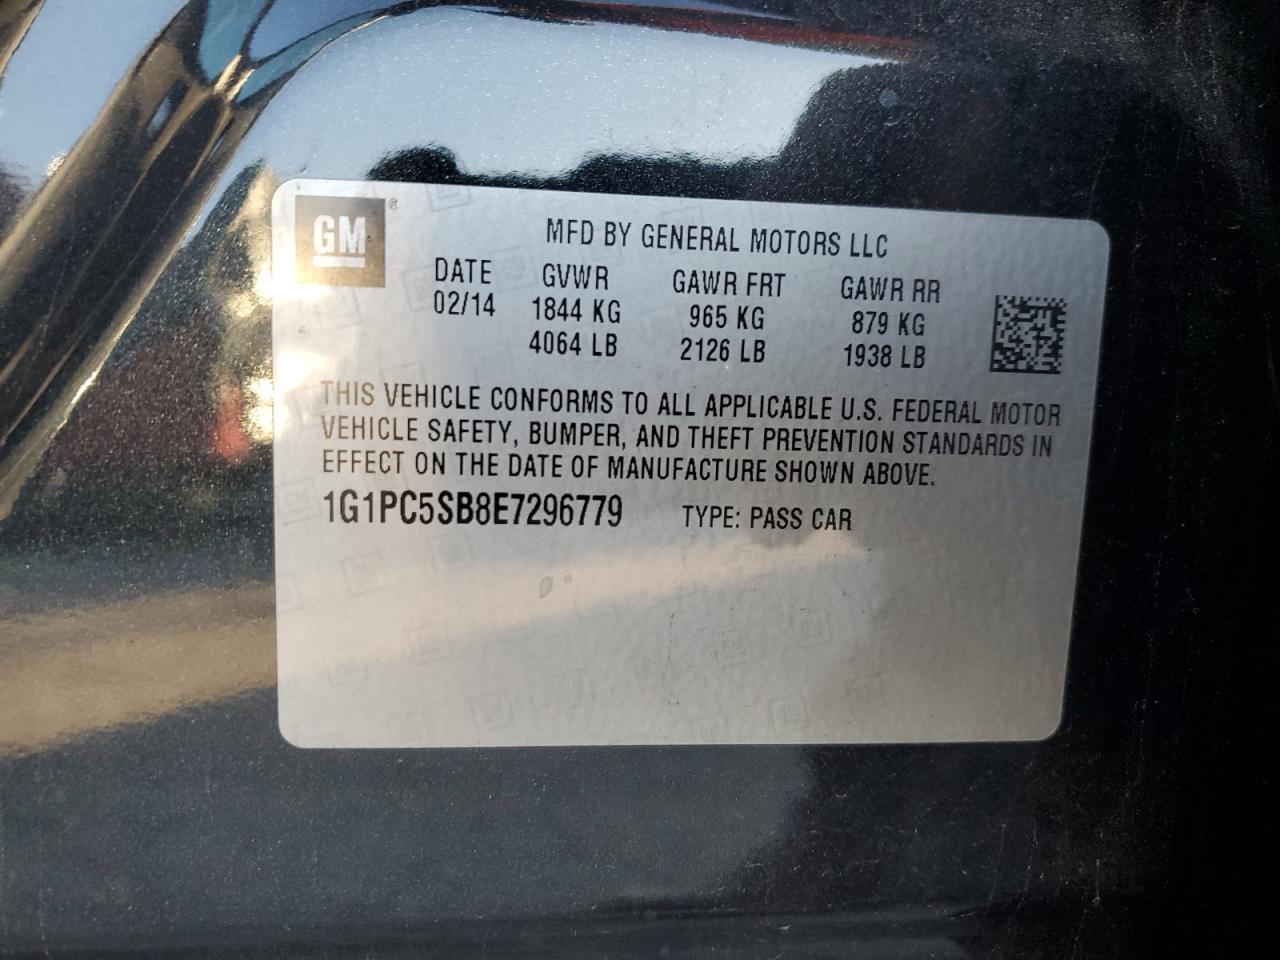 GM ®
MFD BY GENERAL MOTORS LLC
DATE GVWR GAWR FRT GAWR RR
02/14 1844 KG 965 KG 879 KG
4064 LB 2126 LB 1938 LB
THIS VEHICLE CONFORMS TO ALL APPLICABLE U.S. FEDERAL MOTOR
VEHICLE SAFETY, BUMPER, AND THEFT PREVENTION STANDARDS IN
EFFECT ON THE DATE OF MANUFACTURE SHOWN ABOVE.
1G1PC5SB8E7296779 TYPE: PASS CAR